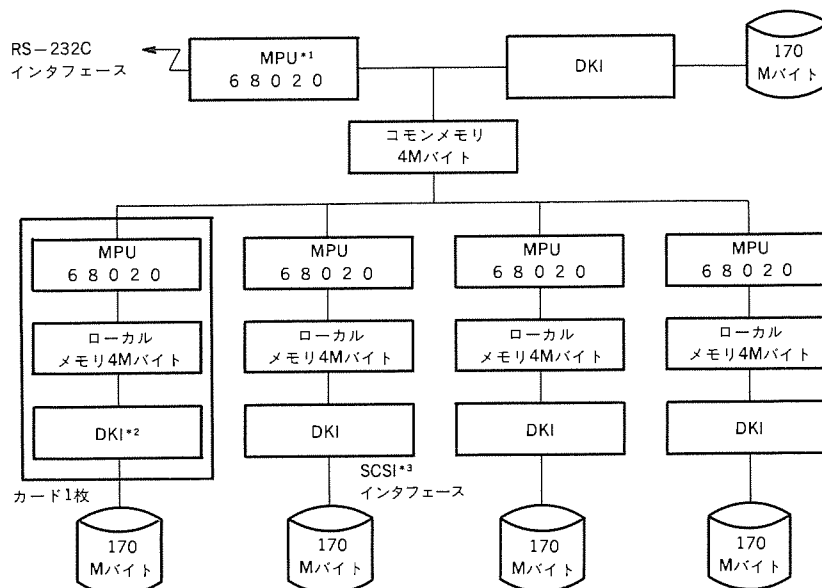 RS−232C
インタフェース
MPU*1
68020
DKI
170
Mバイト
コモンメモリ
4Mバイト
MPU
68020
ローカル
メモリ4Mバイト
DKI*2
カード1枚
170
Mバイト
MPU
68020
ローカル
メモリ4Mバイト
DKI
SCSI*3
インタフェース
170
Mバイト
MPU
68020
ローカル
メモリ4Mバイト
DKI
170
Mバイト
MPU
68020
ローカル
メモリ4Mバイト
DKI
170
Mバイト